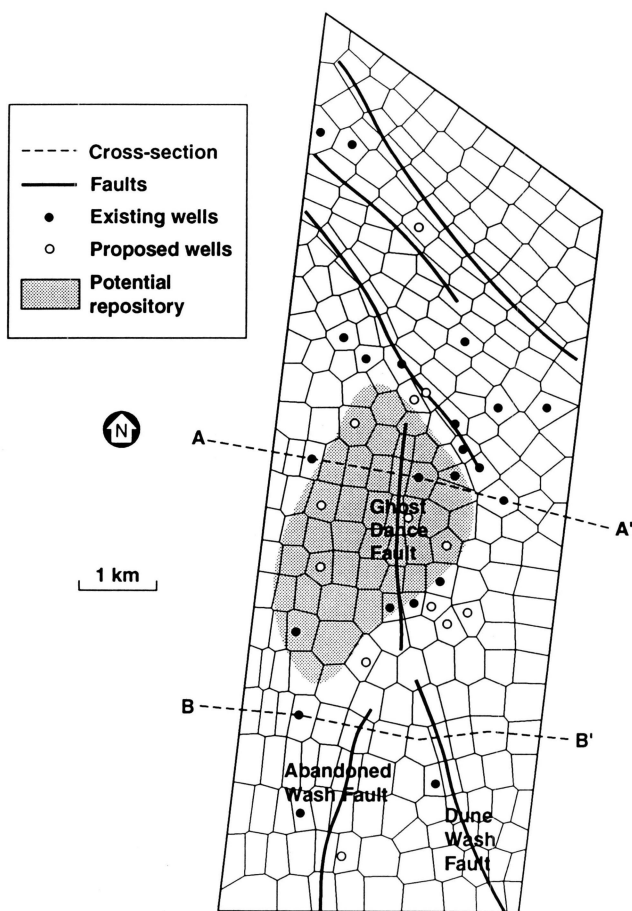 Cross-section
Faults
Existing wells
Proposed wells
Potential
repository
N
A
A'
Ghost
Dance
Fault
1 km
B
B'
Abandoned
Wash Fault
Dune
Wash
Fault